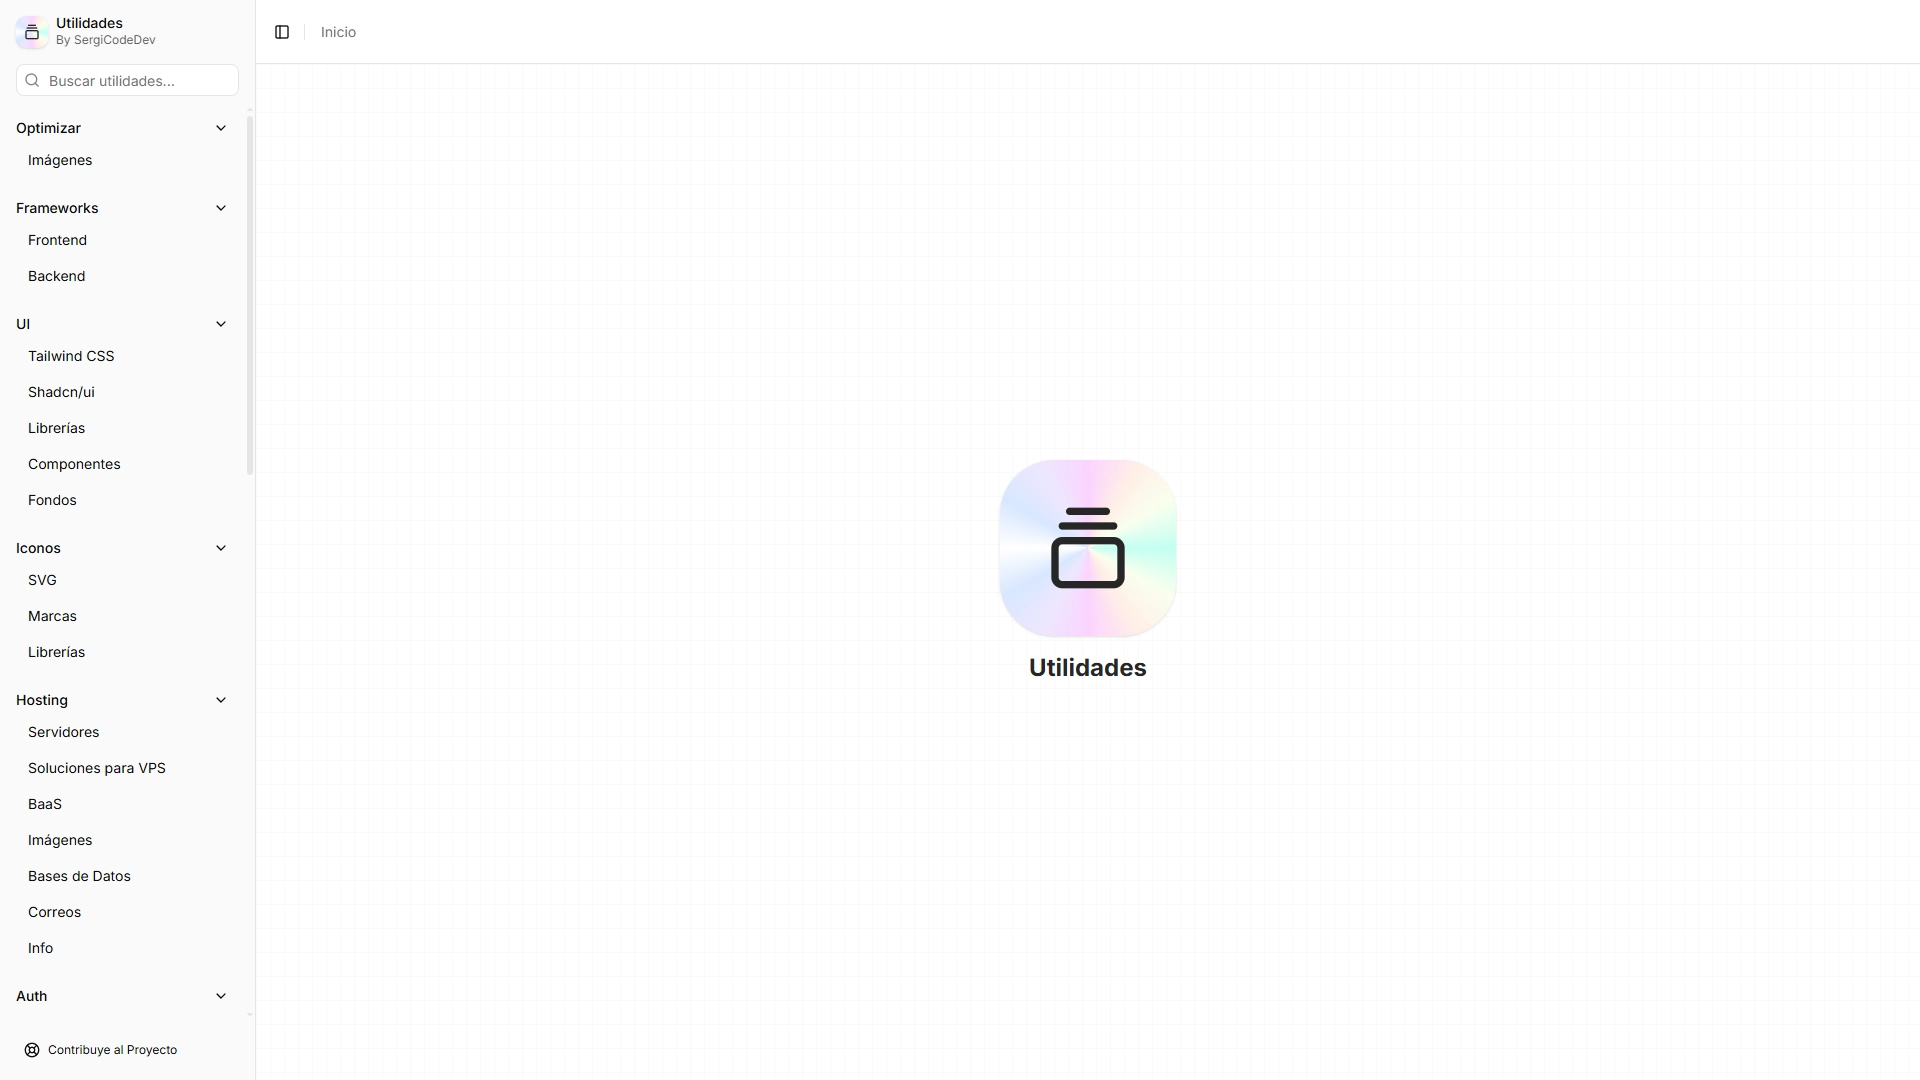 Utilidades
By SergiCodeDev
Buscar utilidades...
Optimizar
Imágenes
Frameworks
Frontend
Backend
UI
Tailwind CSS
Shadcn/ui
Librerías
Componentes
Fondos
Iconos
SVG
Marcas
Librerías
Hosting
Servidores
Soluciones para VPS
BaaS
Imágenes
Bases de Datos
Correos
Info
Auth
Contribuye al Proyecto
Inicio
Utilidades